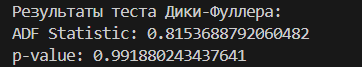 Результаты теста Дики-Фуллера:
ADF Statistic: 0.8153688792060482
p-value: 0.991880243437641